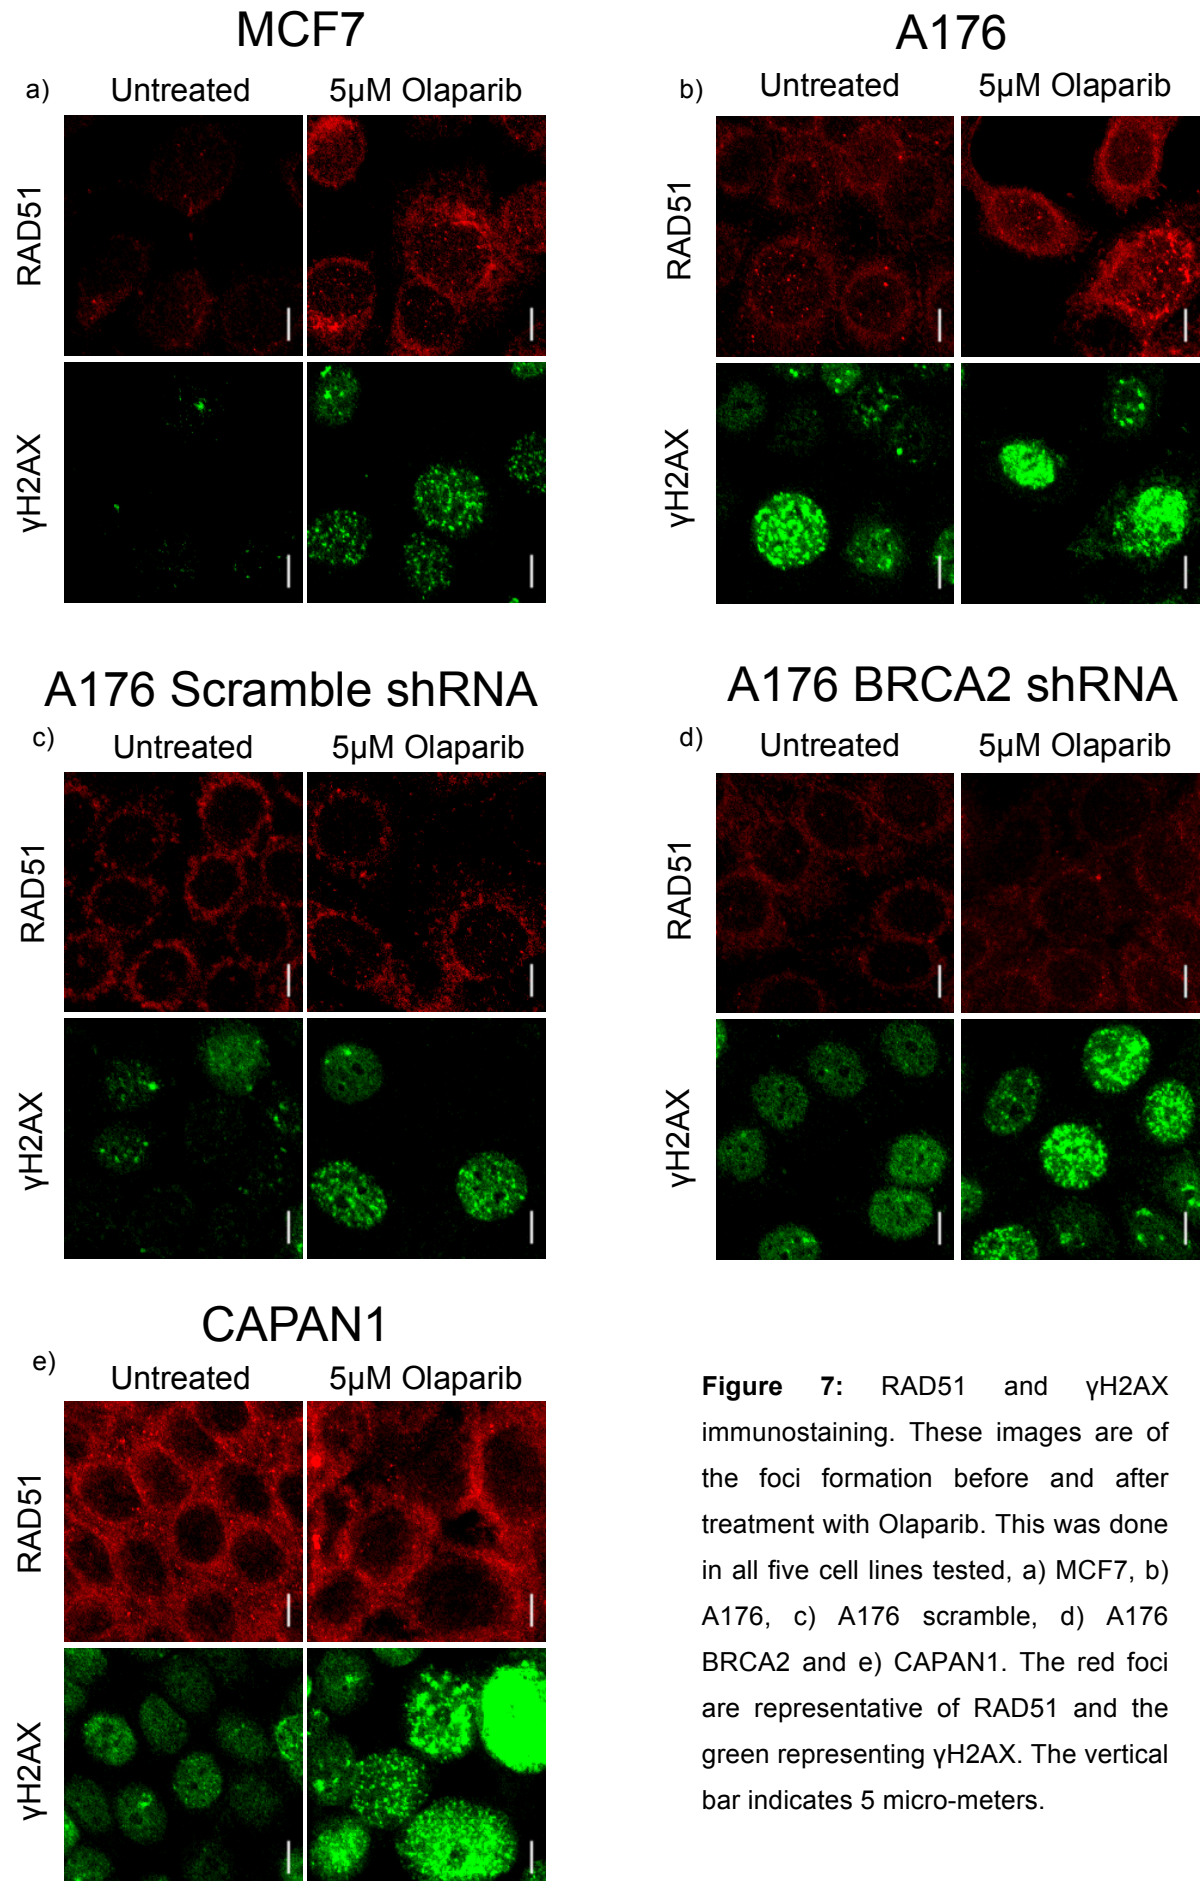 MCF7
a)
Untreated
5µM Olaparib
RAD51
γH2AX
A176
b)
Untreated
5µM Olaparib
RAD51
γH2AX
A176 Scramble shRNA
c)
Untreated
5µM Olaparib
RAD51
γH2AX
A176 BRCA2 shRNA
d)
Untreated
5µM Olaparib
RAD51
γH2AX
CAPAN1
e)
Untreated
5µM Olaparib
RAD51
γH2AX
Figure 7: RAD51 and γH2AX
immunostaining. These images are of
the foci formation before and after
treatment with Olaparib. This was done
in all five cell lines tested, a) MCF7, b)
A176, c) A176 scramble, d) A176
BRCA2 and e) CAPAN1. The red foci
are representative of RAD51 and the
green representing γH2AX. The vertical
bar indicates 5 micro-meters.